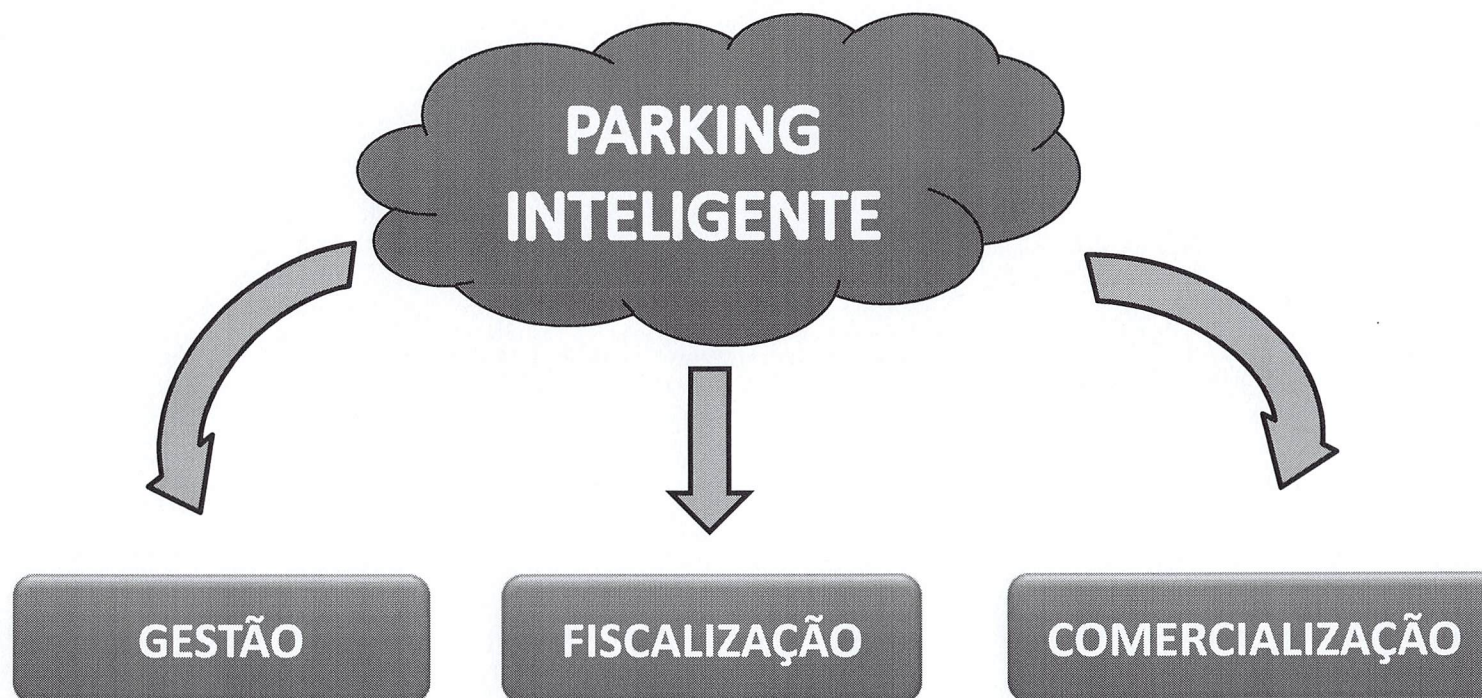 PARKING
INTELIGENTE
GESTÃO
FISCALIZAÇÃO
COMERCIALIZAÇÃO